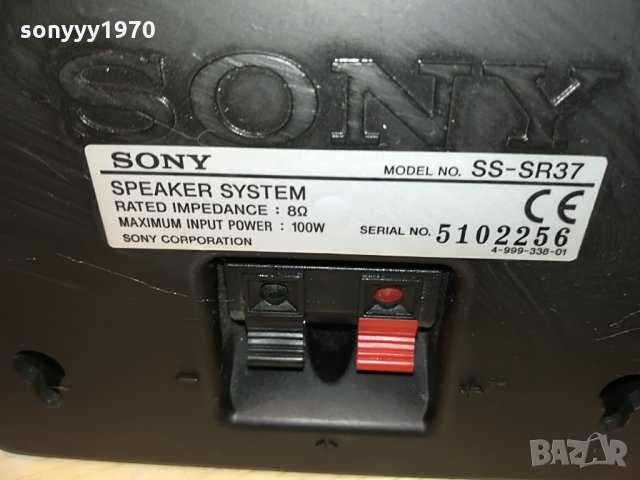 sonyyy1970
SONY
SONY MODEL NO. SS-SR37
SPEAKER SYSTEM
RATED IMPEDANCE : 8Ω
MAXIMUM INPUT POWER : 100W
SONY CORPORATION
CE
SERIAL NO. 5102256
4-999-338-01
- +
BAZAR